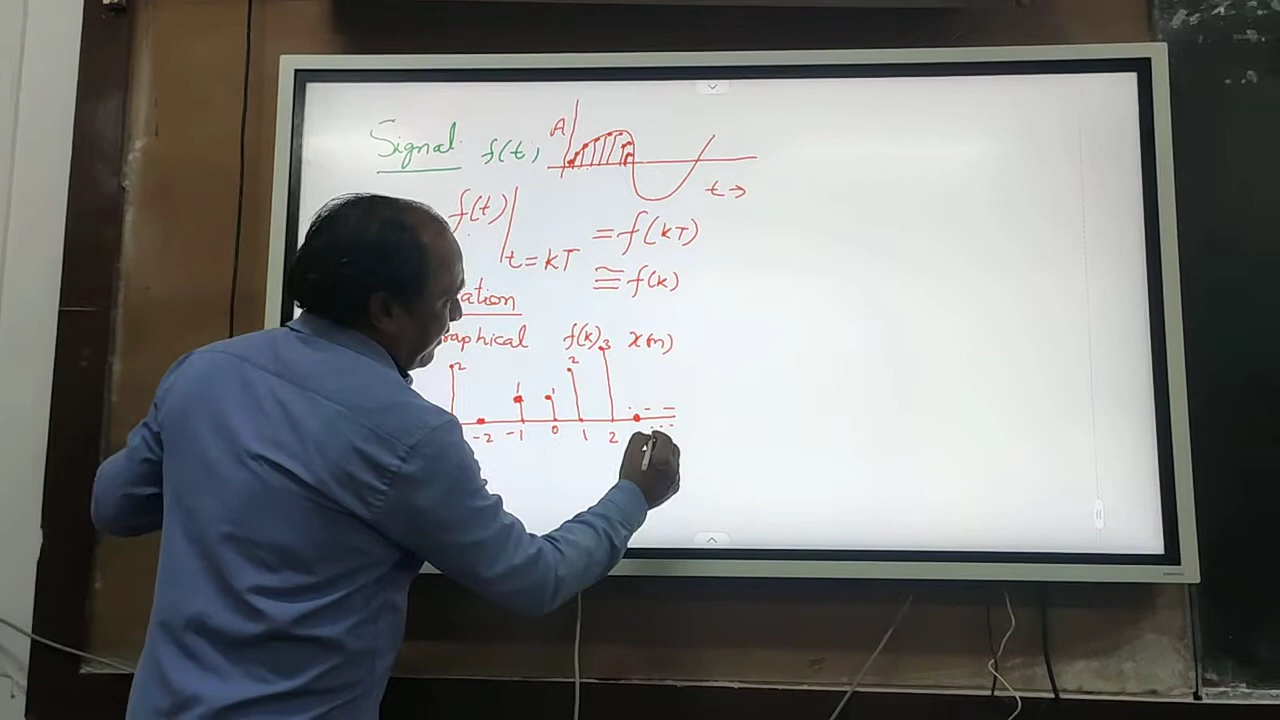 Signal f(t), A
t→
f(t)| t=kT = f(kT)
≅ f(k)
ation
raphical f(k) x(n)
2 1 1 2 3
-2 -1 0 1 2